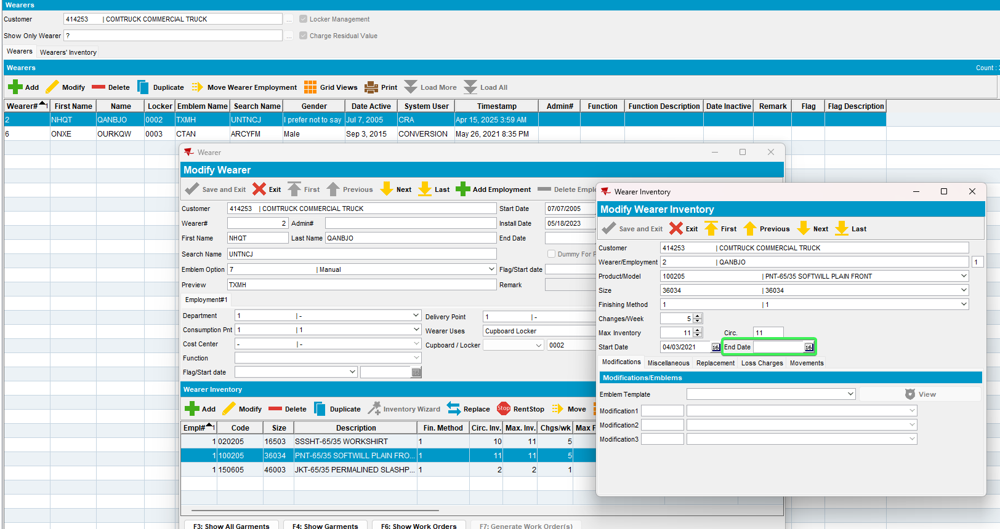 Wearers
Customer 414253 | COMTRUCK COMMERCIAL TRUCK ... Locker Management
Show Only Wearer ? ... Charge Residual Value
Wearers Wearers' Inventory
Wearers Count :
Add Modify Delete Duplicate Move Wearer Employment Grid Views Print Load More Load All
Wearer# 1 First Name Name Locker Emblem Name Search Name Gender Date Active System User Timestamp Admin# Function Function Description Date Inactive Remark Flag Flag Description
2 NHQT QANBJO 0002 TXMH UNTNCJ I prefer not to say Jul 7, 2005 CRA Apr 15, 2025 3:59 AM
6 ONXE OURKQW 0003 CTAN ARCYFM Male Sep 3, 2015 CONVERSION May 26, 2021 8:35 PM
Wearer
Modify Wearer
Save and Exit Exit First Previous Next Last Add Employment Delete Empl
Customer 414253 | COMTRUCK COMMERCIAL TRUCK Start Date 07/07/2005
Wearer# 2 Admin# Install Date 05/18/2023
First Name NHQT Last Name QANBJO End Date
Search Name UNTNCJ Dummy For P
Emblem Option 7 | Manual Flag/Start date
Preview TXMH Remark
Employment#1
Department 1 | - Delivery Point 1 | -
Consumption Pnt 1 | 1 Wearer Uses Cupboard Locker
Cost Center - | - Cupboard / Locker 0002
Function
Flag/Start date 16
Wearer Inventory
Add Modify Delete Duplicate Inventory Wizard Replace Stop RentStop Move
Empl# 1 Code Size Description Fin. Method Circ. Inv. Max. Inv. Chgs/wk Max F
1 020205 16503 SSSHT-65/35 WORKSHIRT 1 10 11 5
1 100205 36034 PNT-65/35 SOFTWILL PLAIN FRO... 1 11 11 5
1 150605 46003 JKT-65/35 PERMALINED SLASHP... 1 2 2 1
F3: Show All Garments F4: Show Garments F6: Show Work Orders F7: Generate Work Order(s)
Wearer Inventory
Modify Wearer Inventory
Save and Exit Exit First Previous Next Last
Customer 414253 | COMTRUCK COMMERCIAL TRUCK
Wearer/Employment 2 | QANBJO 1
Product/Model 100205 | PNT-65/35 SOFTWILL PLAIN FRONT
Size 36034 | 36034
Finishing Method 1 | 1
Changes/Week 5
Max Inventory 11 Circ. 11
Start Date 04/03/2021 16 End Date 16
Modifications Miscellaneous Replacement Loss Charges Movements
Modifications/Emblems
Emblem Template View
Modification1
Modification2
Modification3